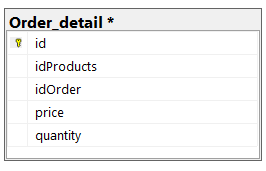 Order_detail *
id
idProducts
idOrder
price
quantity